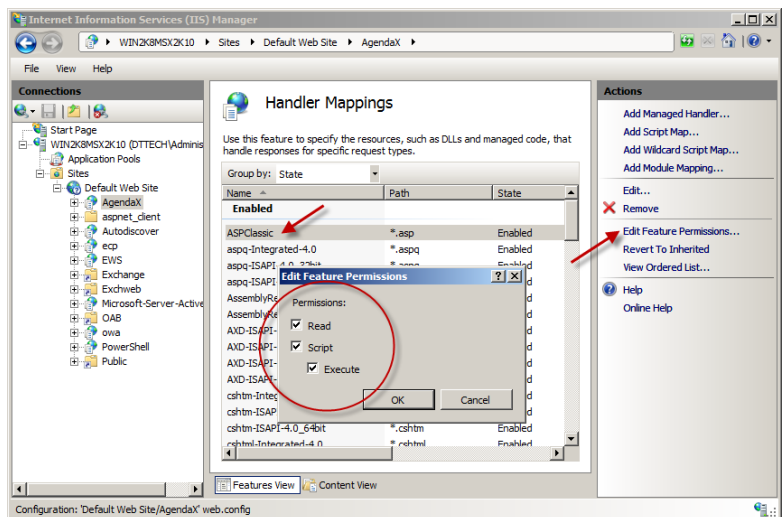 Internet Information Services (IIS) Manager
WIN2K8MSX2K10 Sites Default Web Site AgendaX
File View Help
Connections
Start Page
WIN2K8MSX2K10 (DTTECH\Adminis
Application Pools
Sites
Default Web Site
AgendaX
aspnet_client
Autodiscover
ecp
EWS
Exchange
Exchweb
Microsoft-Server-Active
OAB
owa
PowerShell
Public
Handler Mappings
Use this feature to specify the resources, such as DLLs and managed code, that
handle responses for specific request types.
Group by: State
Name Path State
Enabled
ASPClassic *.asp Enabled
aspq-Integrated-4.0 *.aspq Enabled
aspq-ISAPI-4.0_32bit *.aspq Enabled
aspq-ISAPI
AssemblyRe
AssemblyRe
AXD-ISAPI-
AXD-ISAPI-
AXD-ISAPI-
AXD-ISAPI-
cshtm-Integ
cshtm-ISAP
cshtm-ISAPI-4.0_64bit *.cshtm Enabled
cshtml-Integrated-4.0 *.cshtml Enabled
Edit Feature Permissions
Permissions:
Read
Script
Execute
OK Cancel
Features View Content View
Actions
Add Managed Handler...
Add Script Map...
Add Wildcard Script Map...
Add Module Mapping...
Edit...
Remove
Edit Feature Permissions...
Revert To Inherited
View Ordered List...
Help
Online Help
Configuration: 'Default Web Site/AgendaX' web.config